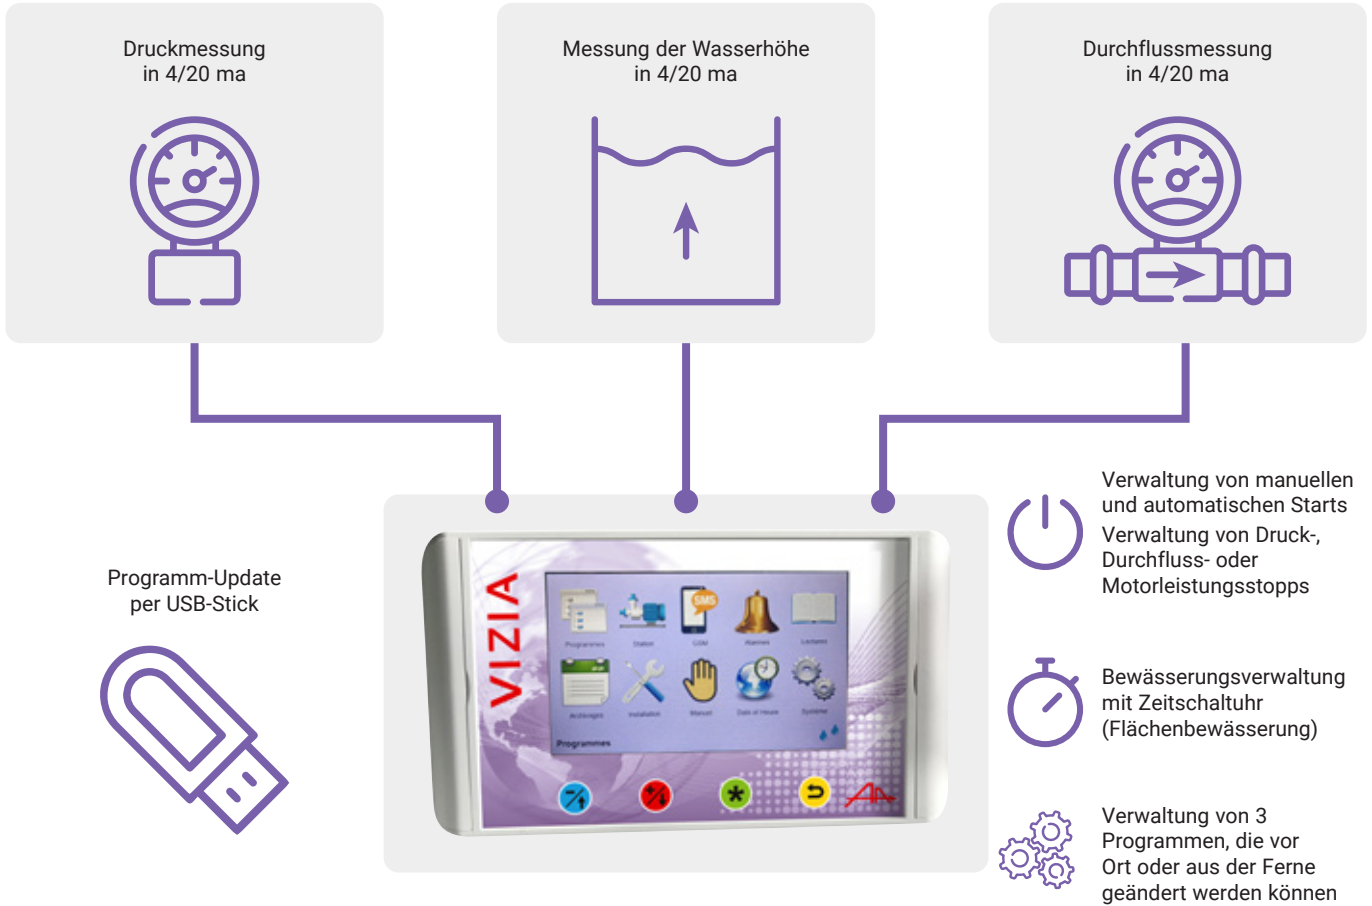 Druckmessung
in 4/20 ma
Messung der Wasserhöhe
in 4/20 ma
Durchflussmessung
in 4/20 ma
Programm-Update
per USB-Stick
VIZIA
SMS
Programmes
Station
GSM
Alarmes
Lectures
Arrosages
Installation
Manuel
Date et Heure
Système
Programmes
Verwaltung von manuellen
und automatischen Starts
Verwaltung von Druck-,
Durchfluss- oder
Motorleistungsstopps
Bewässerungsverwaltung
mit Zeitschaltuhr
(Flächenbewässerung)
Verwaltung von 3
Programmen, die vor
Ort oder aus der Ferne
geändert werden können